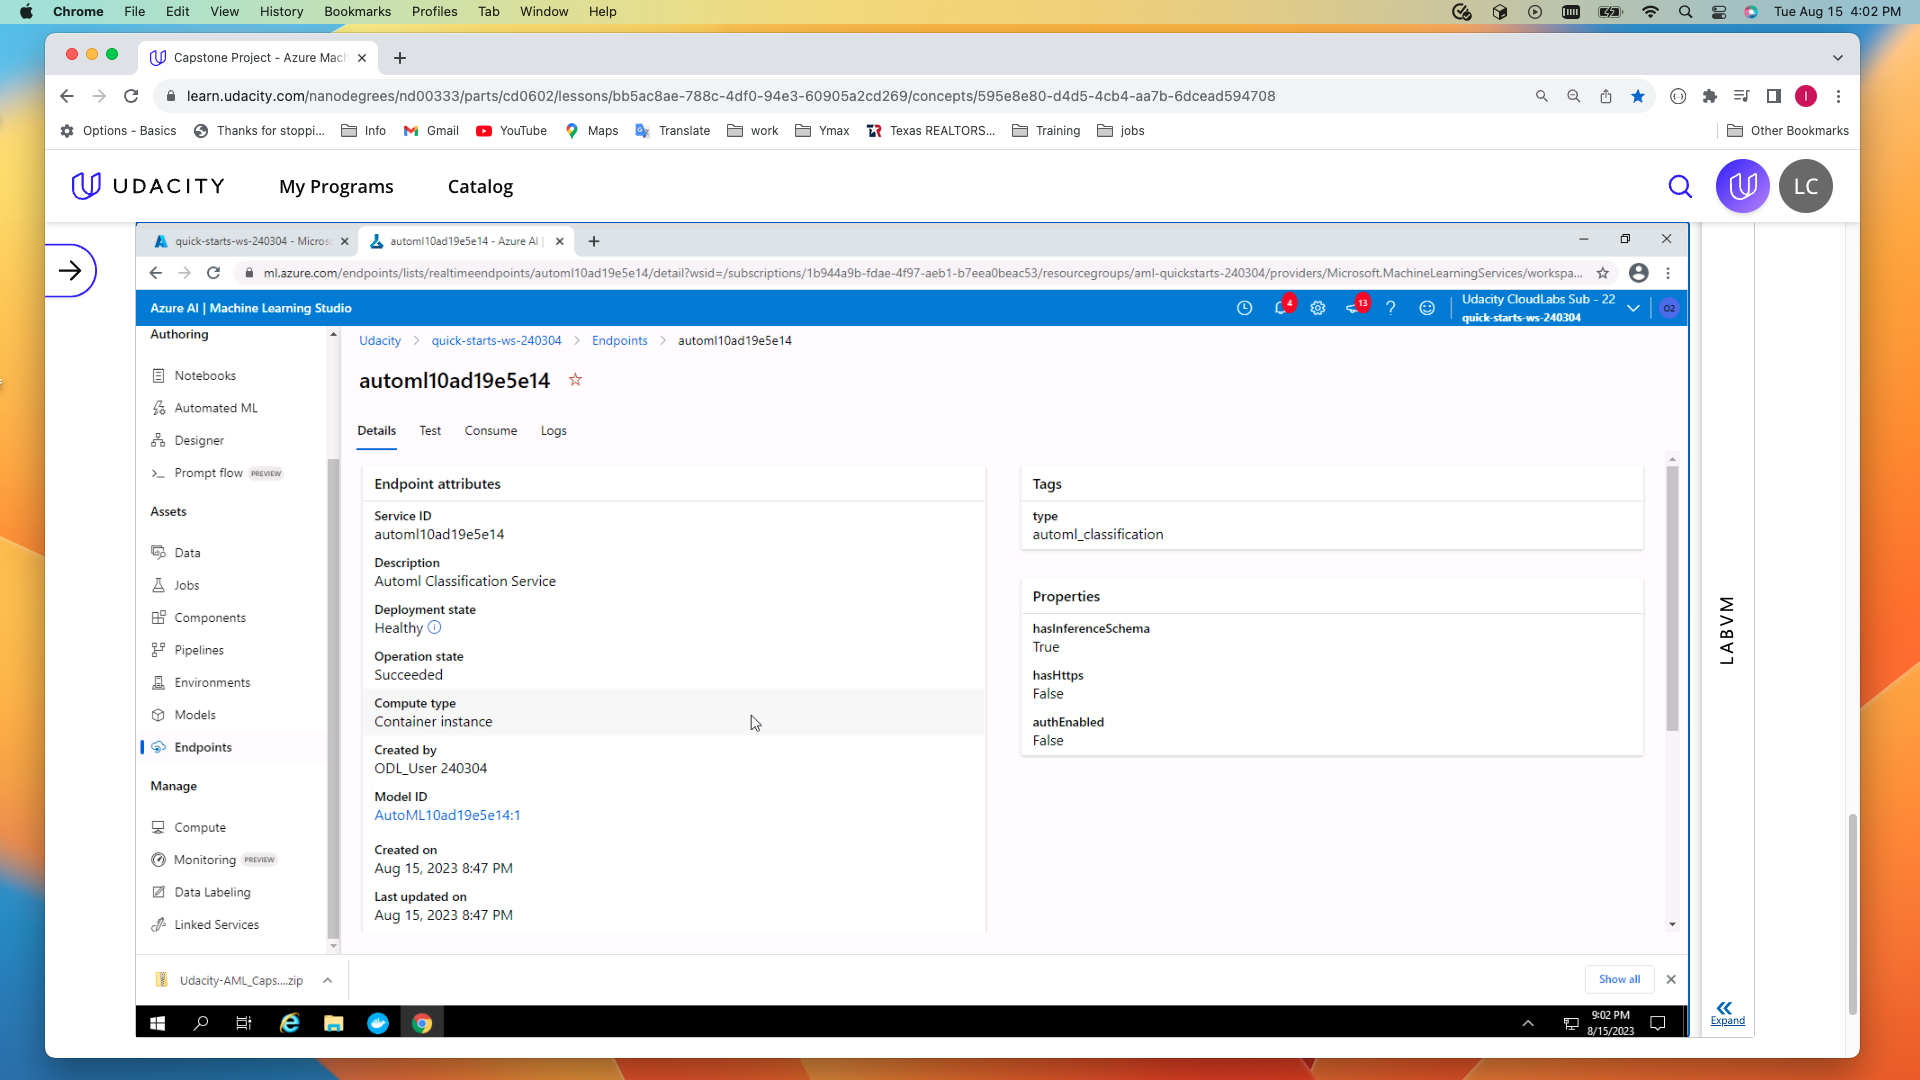 Chrome File Edit View History Bookmarks Profiles Tab Window Help Tue Aug 15 4:02 PM
Capstone Project - Azure Mach
learn.udacity.com/nanodegrees/nd00333/parts/cd0602/lessons/bb5ac8ae-788c-4df0-94e3-60905a2cd269/concepts/595e8e80-d4d5-4cb4-aa7b-6dcead594708
Options - Basics Thanks for stoppi... Info Gmail YouTube Maps Translate work Ymax Texas REALTORS... Training jobs Other Bookmarks
UDACITY My Programs Catalog LC
quick-starts-ws-240304 - Micros automl10ad19e5e14 - Azure AI |
ml.azure.com/endpoints/lists/realtimeendpoints/automl10ad19e5e14/detail?wsid=/subscriptions/1b944a9b-fdae-4f97-aeb1-b7eea0beac53/resourcegroups/aml-quickstarts-240304/providers/Microsoft.MachineLearningServices/workspa...
Azure AI | Machine Learning Studio 4 13 ? Udacity CloudLabs Sub - 22
quick-starts-ws-240304 O2
Authoring
Notebooks
Automated ML
Designer
Prompt flow PREVIEW
Assets
Data
Jobs
Components
Pipelines
Environments
Models
Endpoints
Manage
Compute
Monitoring PREVIEW
Data Labeling
Linked Services
Udacity > quick-starts-ws-240304 > Endpoints > automl10ad19e5e14
automl10ad19e5e14
Details Test Consume Logs
Endpoint attributes
Service ID
automl10ad19e5e14
Description
Automl Classification Service
Deployment state
Healthy
Operation state
Succeeded
Compute type
Container instance
Created by
ODL_User 240304
Model ID
AutoML10ad19e5e14:1
Created on
Aug 15, 2023 8:47 PM
Last updated on
Aug 15, 2023 8:47 PM
Tags
type
automl_classification
Properties
hasInferenceSchema
True
hasHttps
False
authEnabled
False
LABVM
Expand
Udacity-AML_Caps....zip Show all
9:02 PM
8/15/2023